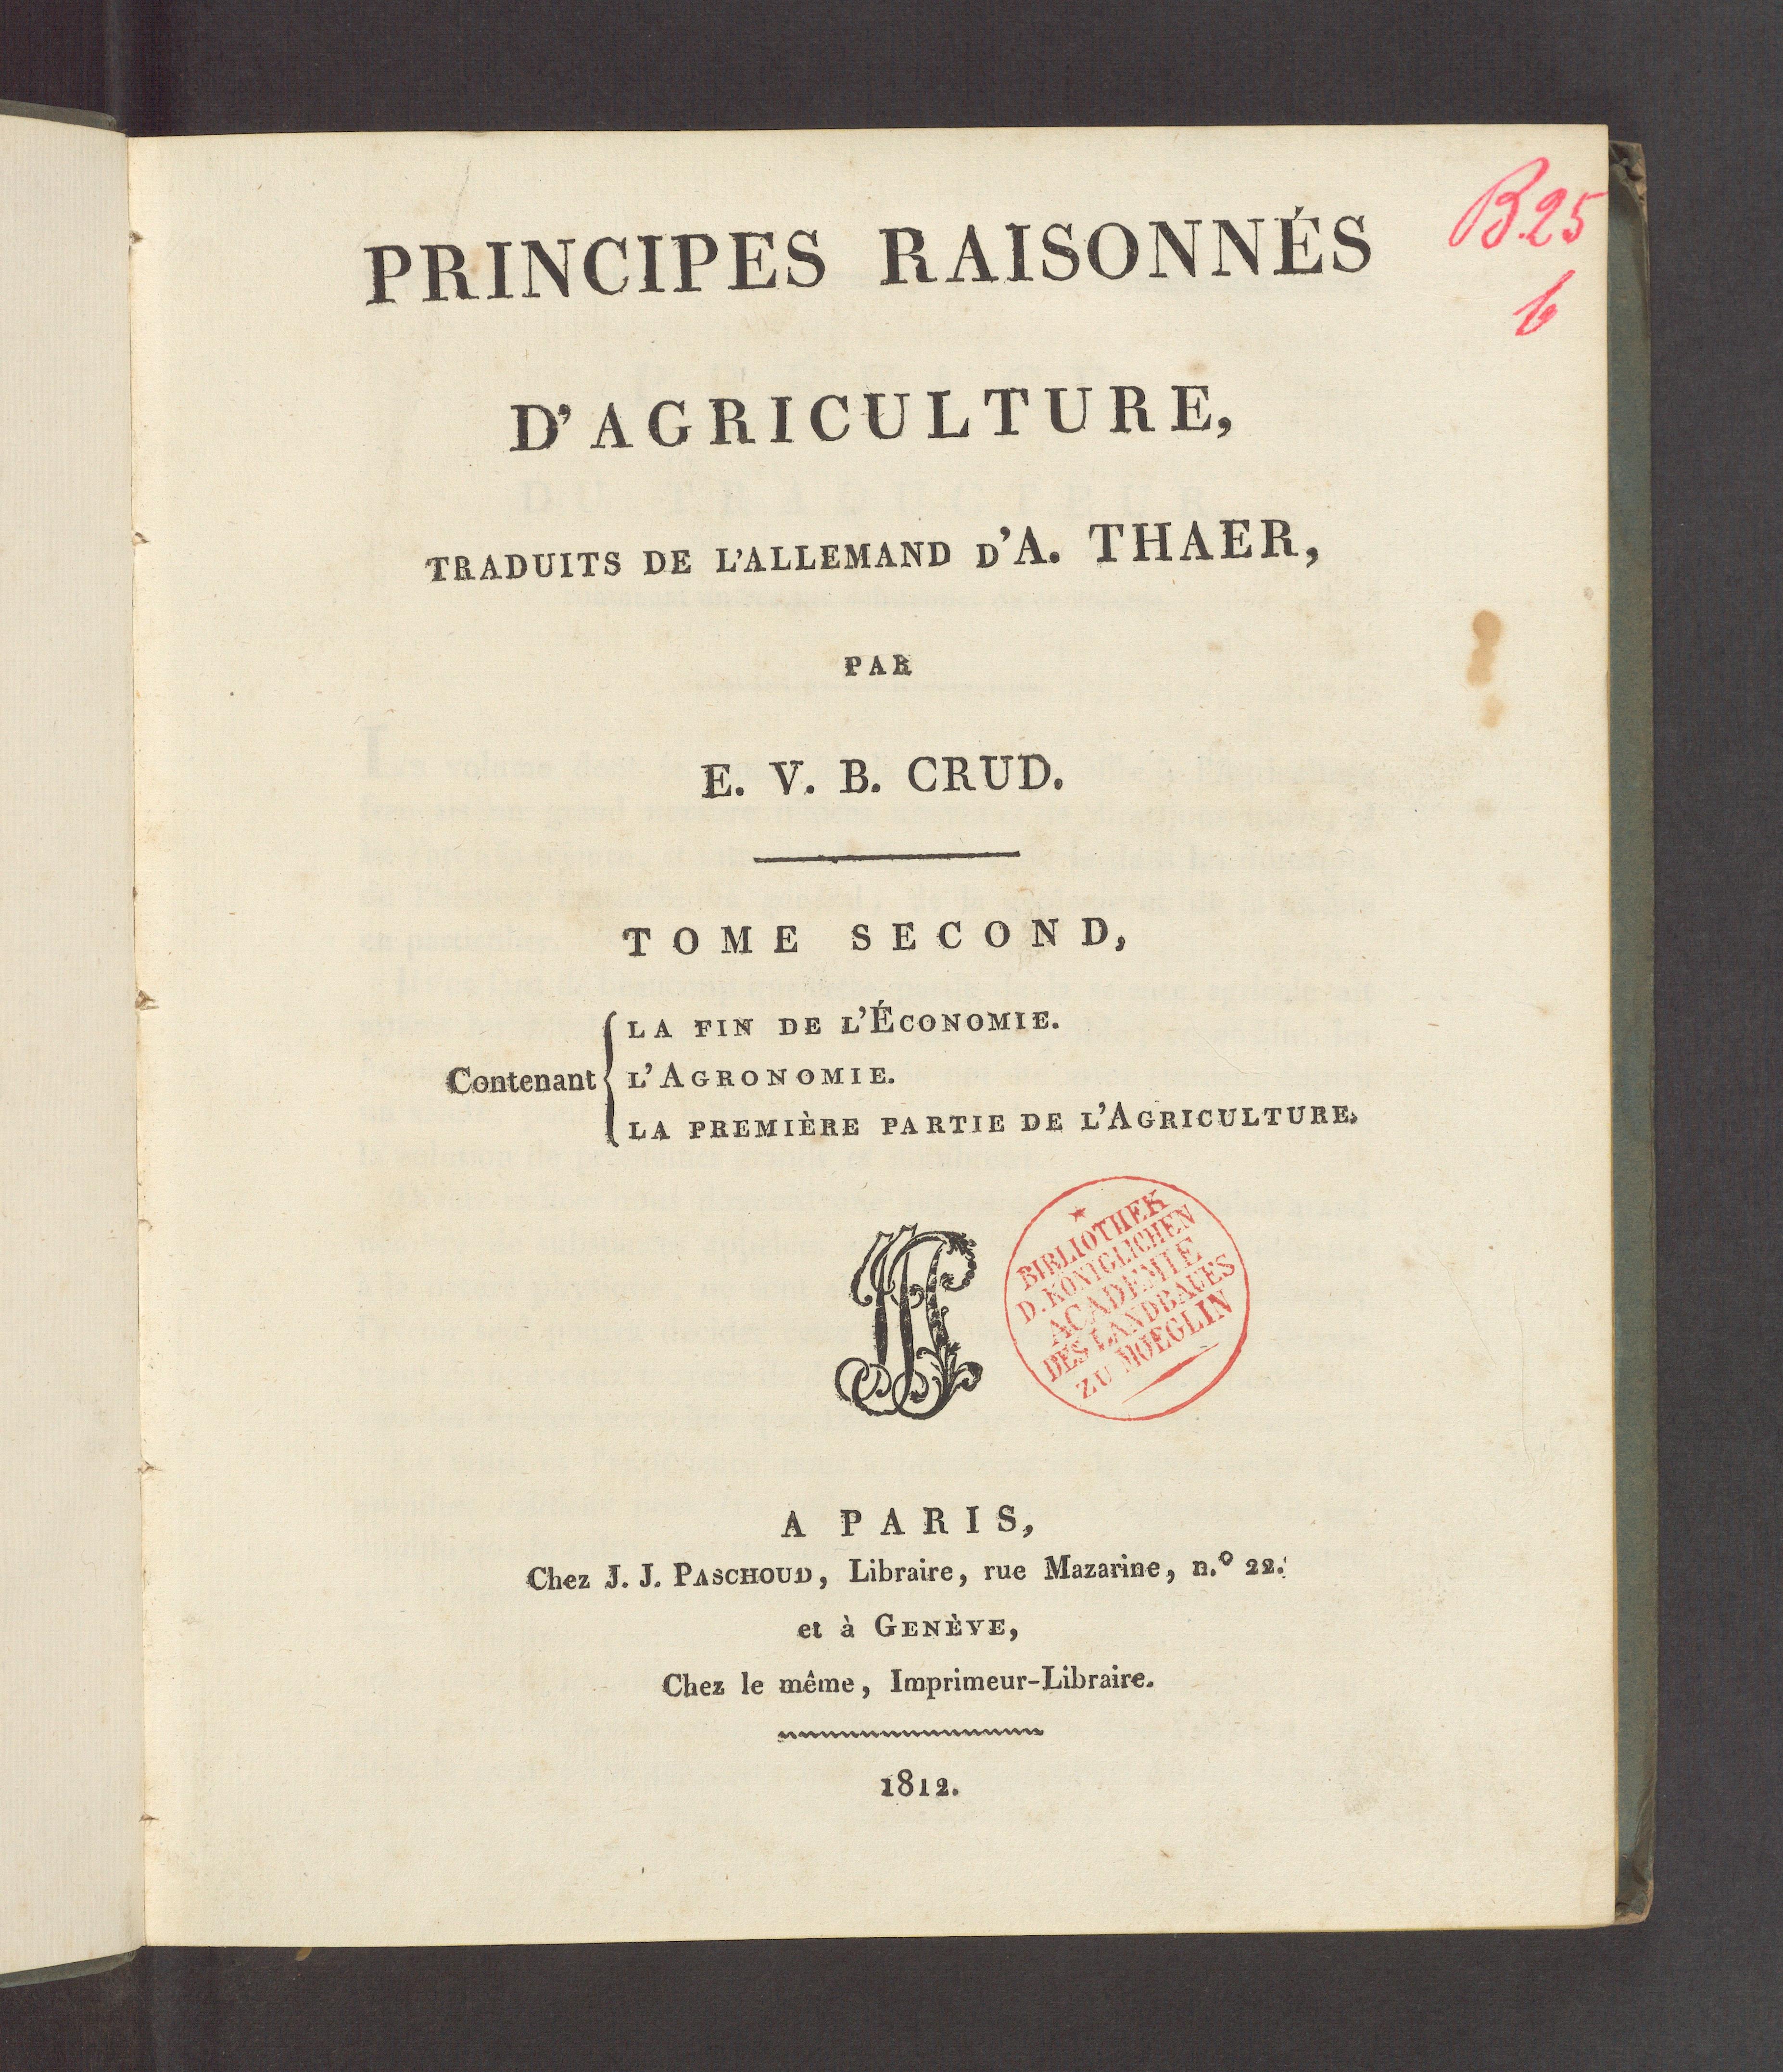 PRINCIPES RAISONNÉS
B.25
b
D'AGRICULTURE,
TRADUITS DE L'ALLEMAND D'A. THAER,
PAR
E. V. B. CRUD.
TOME SECOND,
Contenant
LA FIN DE L'ÉCONOMIE.
L'AGRONOMIE.
LA PREMIÈRE PARTIE DE L'AGRICULTURE.
BIBLIOTHEK
D. KÖNIGLICHEN
ACADEMIE
DES LANDBAUES
ZU MOEGLIN
A PARIS,
Chez J. J. PASCHOUD, Libraire, rue Mazarine, n.º 22.
et à GENÈVE,
Chez le même, Imprimeur-Libraire.
1812.